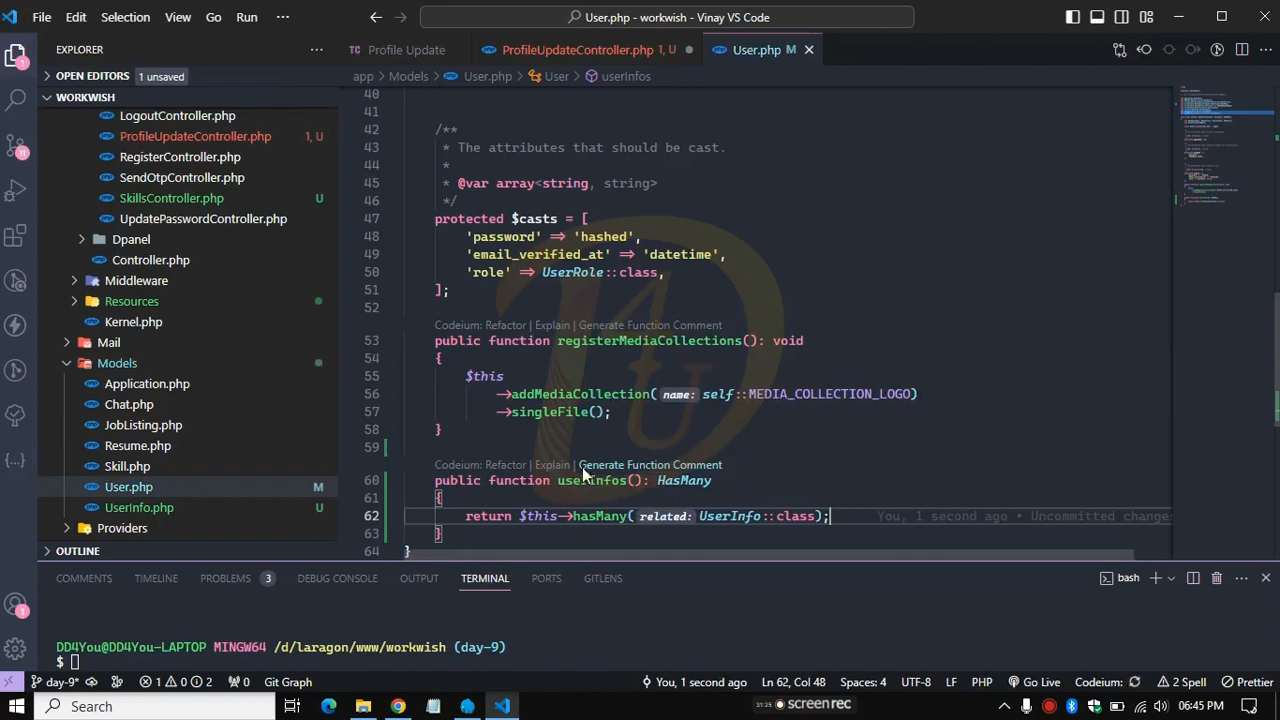 File Edit Selection View Go Run ··· User.php - workwish - Vinay VS Code
EXPLORER ···
OPEN EDITORS 1 unsaved
WORKWISH
LogoutController.php
ProfileUpdateController.php 1, U
RegisterController.php
SendOtpController.php
SkillsController.php U
UpdatePasswordController.php
Dpanel
Controller.php
Middleware
Resources
Kernel.php
Mail
Models
Application.php
Chat.php
JobListing.php
Resume.php
Skill.php
User.php M
UserInfo.php U
Providers
OUTLINE
TC Profile Update ProfileUpdateController.php 1, U User.php M
app > Models > User.php > User > userInfos
40
41
42 /**
43 * The attributes that should be cast.
44 *
45 * @var array<string, string>
46 */
47 protected $casts = [
48 'password' => 'hashed',
49 'email_verified_at' => 'datetime',
50 'role' => UserRole::class,
51 ];
52
Codeium: Refactor | Explain | Generate Function Comment
53 public function registerMediaCollections(): void
54 {
55 $this
56 ->addMediaCollection(name: self::MEDIA_COLLECTION_LOGO)
57 ->singleFile();
58 }
59
Codeium: Refactor | Explain | Generate Function Comment
60 public function userInfos(): HasMany
61 {
62 return $this->hasMany(related: UserInfo::class); You, 1 second ago • Uncommitted change
63 }
64 }
COMMENTS TIMELINE PROBLEMS 3 DEBUG CONSOLE OUTPUT TERMINAL PORTS GITLENS bash
DD4You@DD4You-LAPTOP MINGW64 /d/laragon/www/workwish (day-9)
$
day-9* 1 0 2 0 Git Graph You, 1 second ago Ln 62, Col 48 Spaces: 4 UTF-8 LF PHP Go Live Codeium: 2 Spell Prettier
Search 31:25 screenrec 06:45 PM